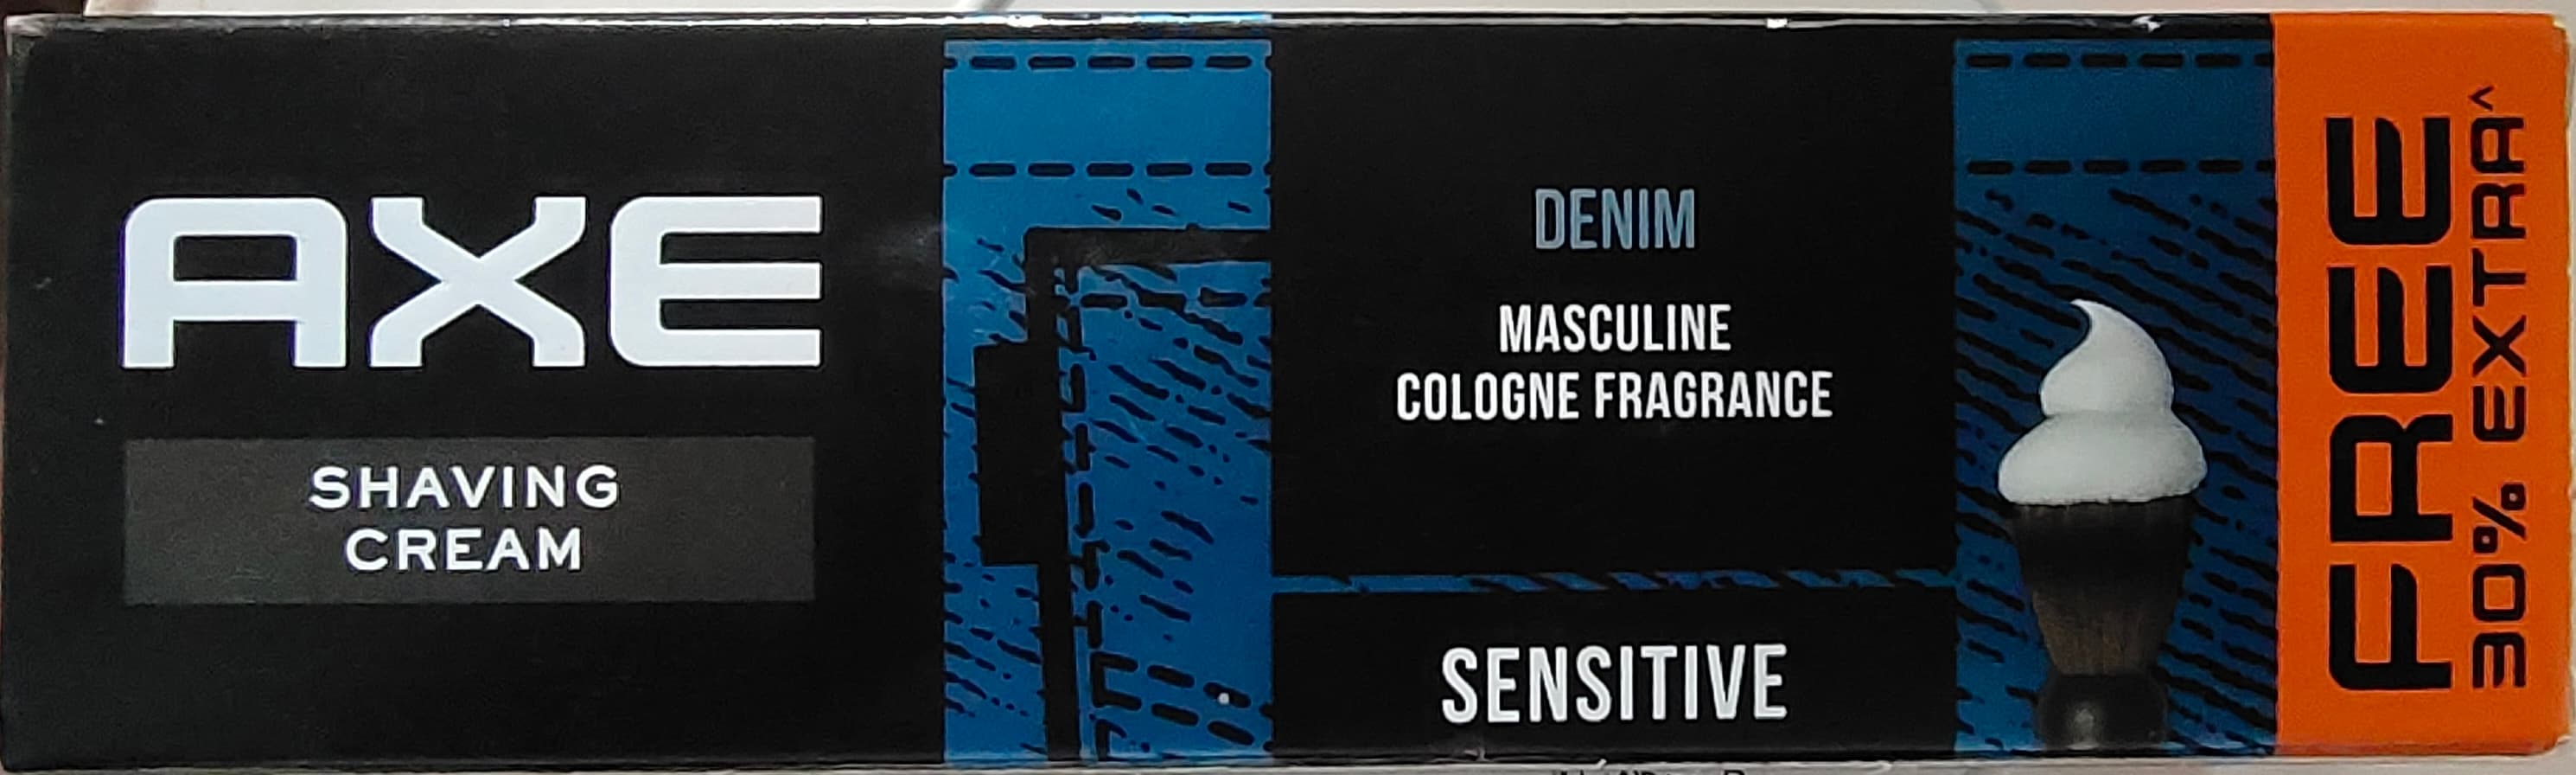 AXE
SHAVING
CREAM
DENIM
MASCULINE
COLOGNE FRAGRANCE
SENSITIVE
FREE
30% EXTRA^